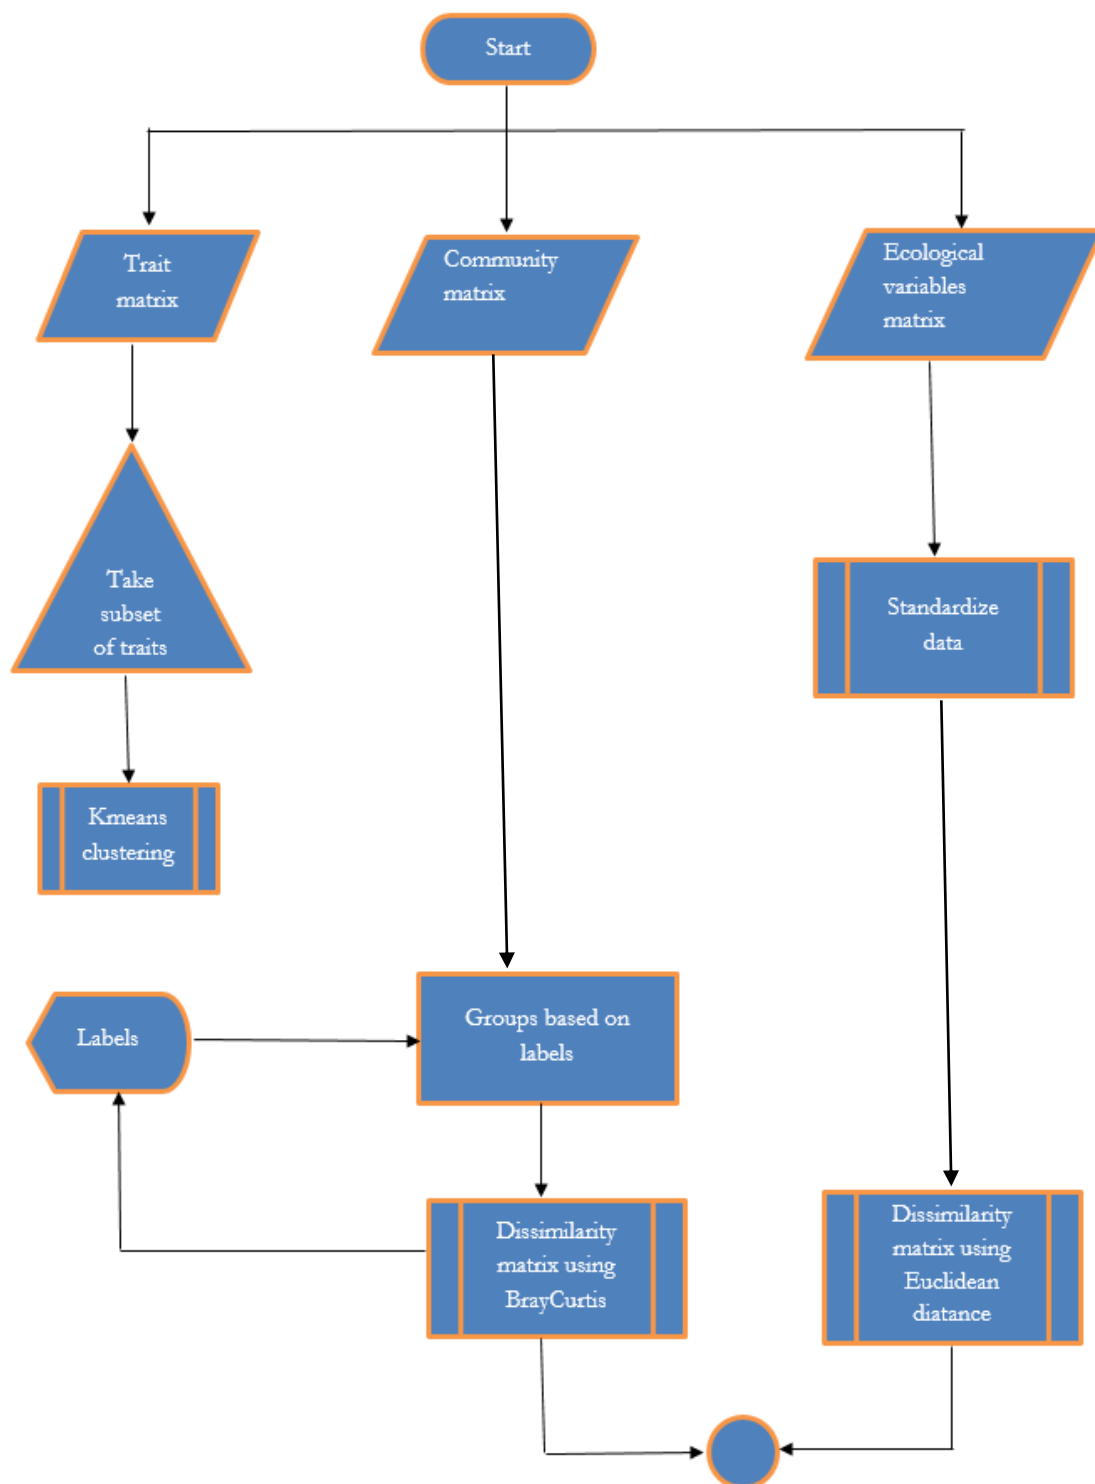 Start
Trait
matrix
Community
matrix
Ecological
variables
matrix
Take
subset
of traits
Standardize
data
Kmeans
clustering
Labels
Groups based on
labels
Dissimilarity
matrix using
BrayCurtis
Dissimilarity
matrix using
Euclidean
diatance